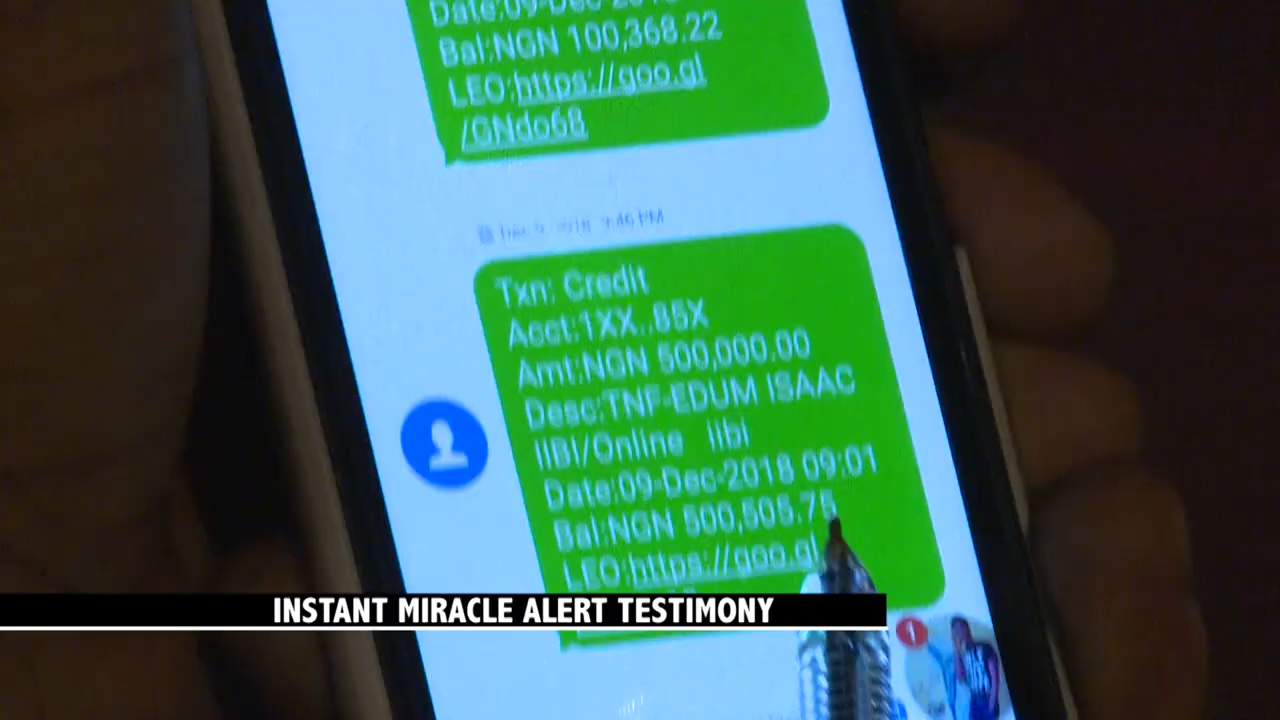 Bal:NGN 100,368.22
LEO:https://goo.gl
/GNdo68
Txn: Credit
Acct:1XX..85X
Amt:NGN 500,000.00
Desc:TNF-EDUM ISAAC
IIBI/Online iibi
Date:09-Dec-2018 09:01
Bal:NGN 500,505.75
LEO:https://goo.gl
INSTANT MIRACLE ALERT TESTIMONY
1